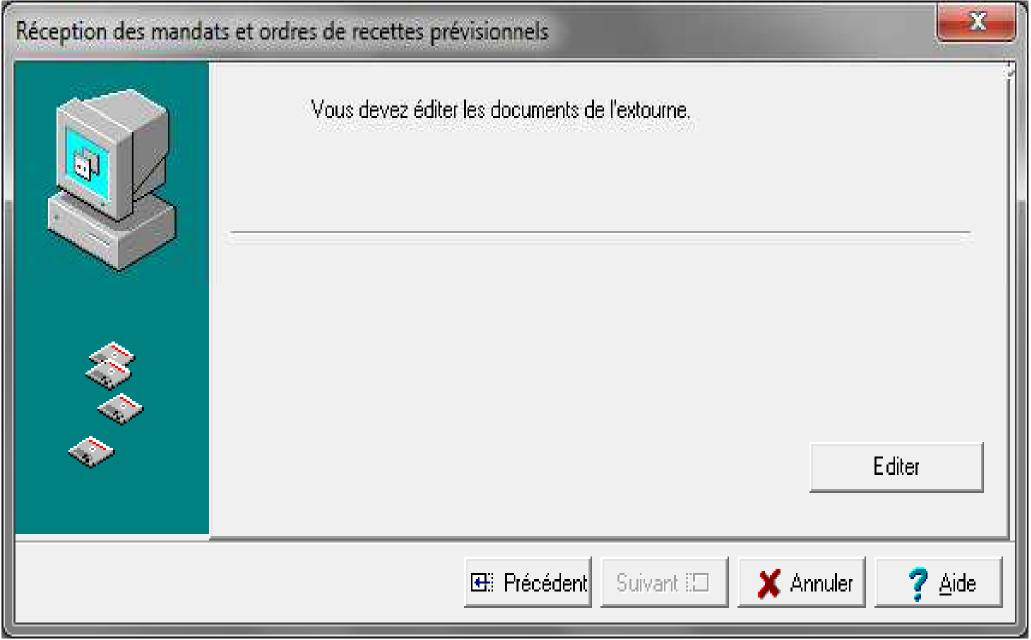 Réception des mandats et ordres de recettes prévisionnels
X
Vous devez éditer les documents de l'extourne.
Editer
Précédent Suivant Annuler ? Aide